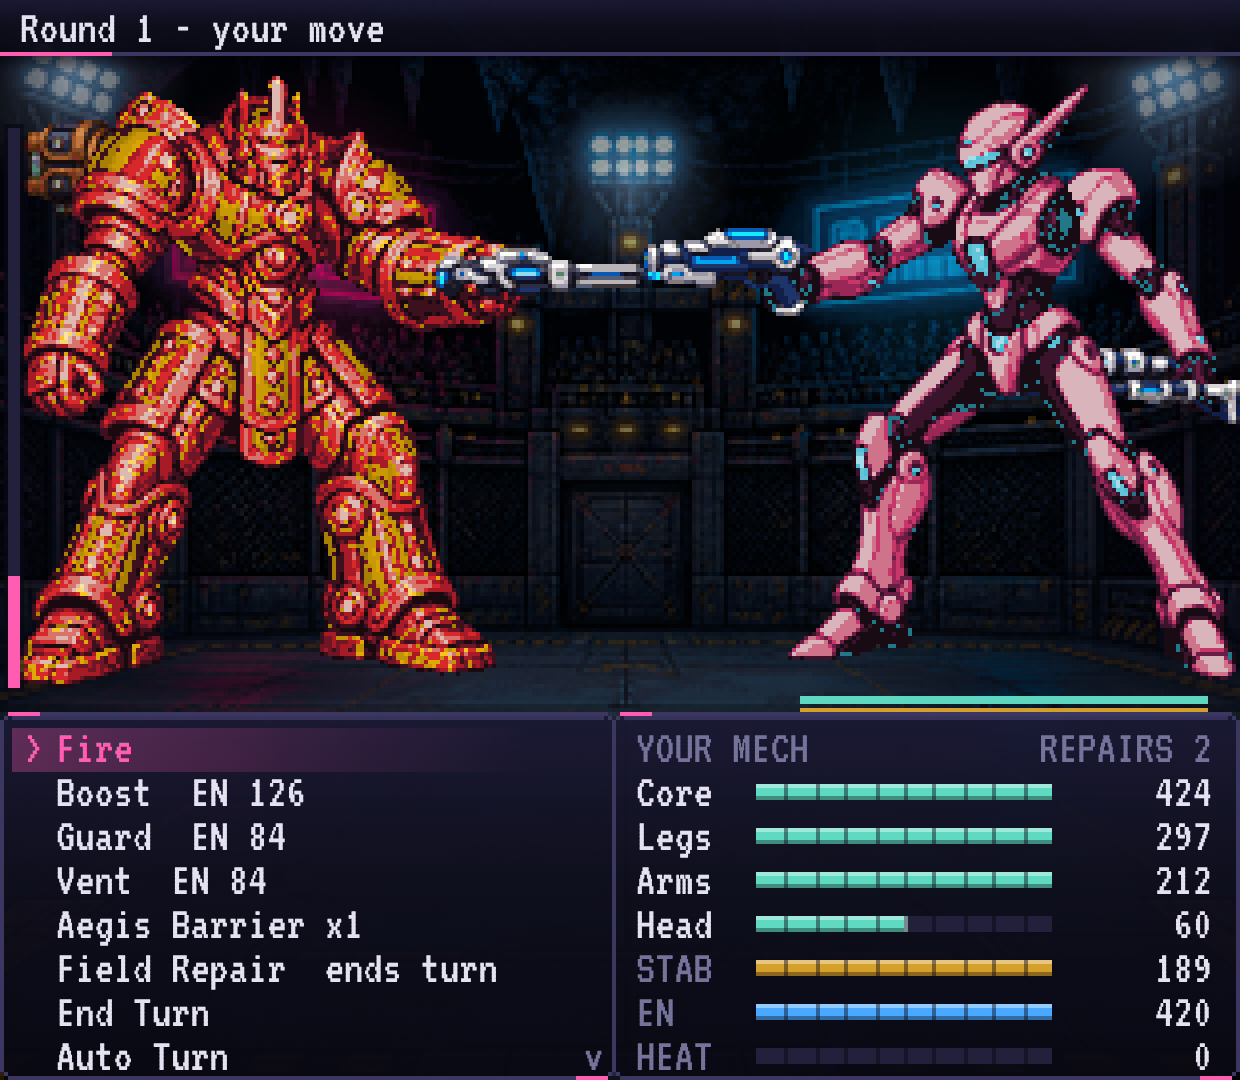 Round 1 - your move
> Fire
Boost EN 126
Guard EN 84
Vent EN 84
Aegis Barrier x1
Field Repair ends turn
End Turn
Auto Turn v
YOUR MECH REPAIRS 2
Core 424
Legs 297
Arms 212
Head 60
STAB 189
EN 420
HEAT 0